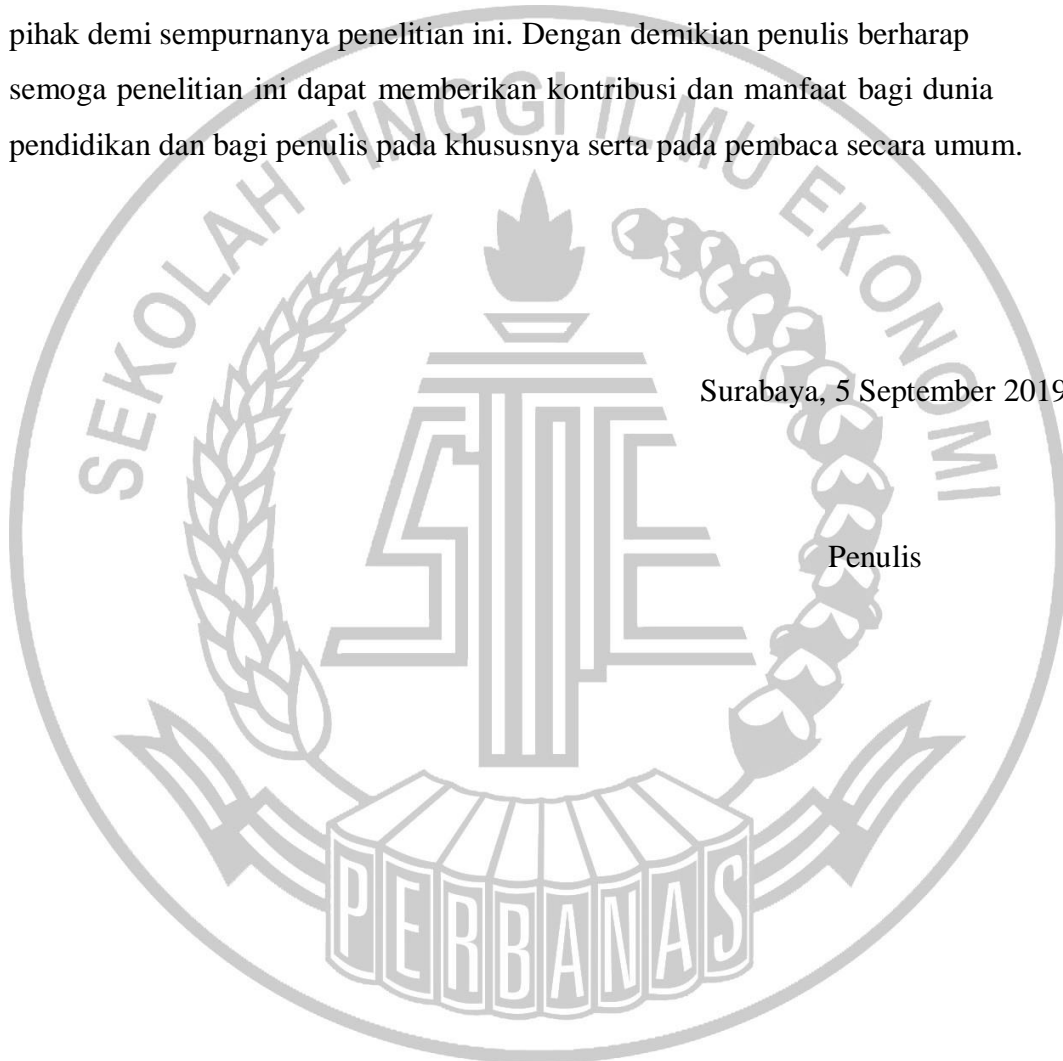 pihak demi sempurnanya penelitian ini. Dengan demikian penulis berharap
semoga penelitian ini dapat memberikan kontribusi dan manfaat bagi dunia
pendidikan dan bagi penulis pada khususnya serta pada pembaca secara umum.
SEKOLAH TINGGI ILMU EKONOMI
Surabaya, 5 September 2019
STIE
Penulis
PERBANAS